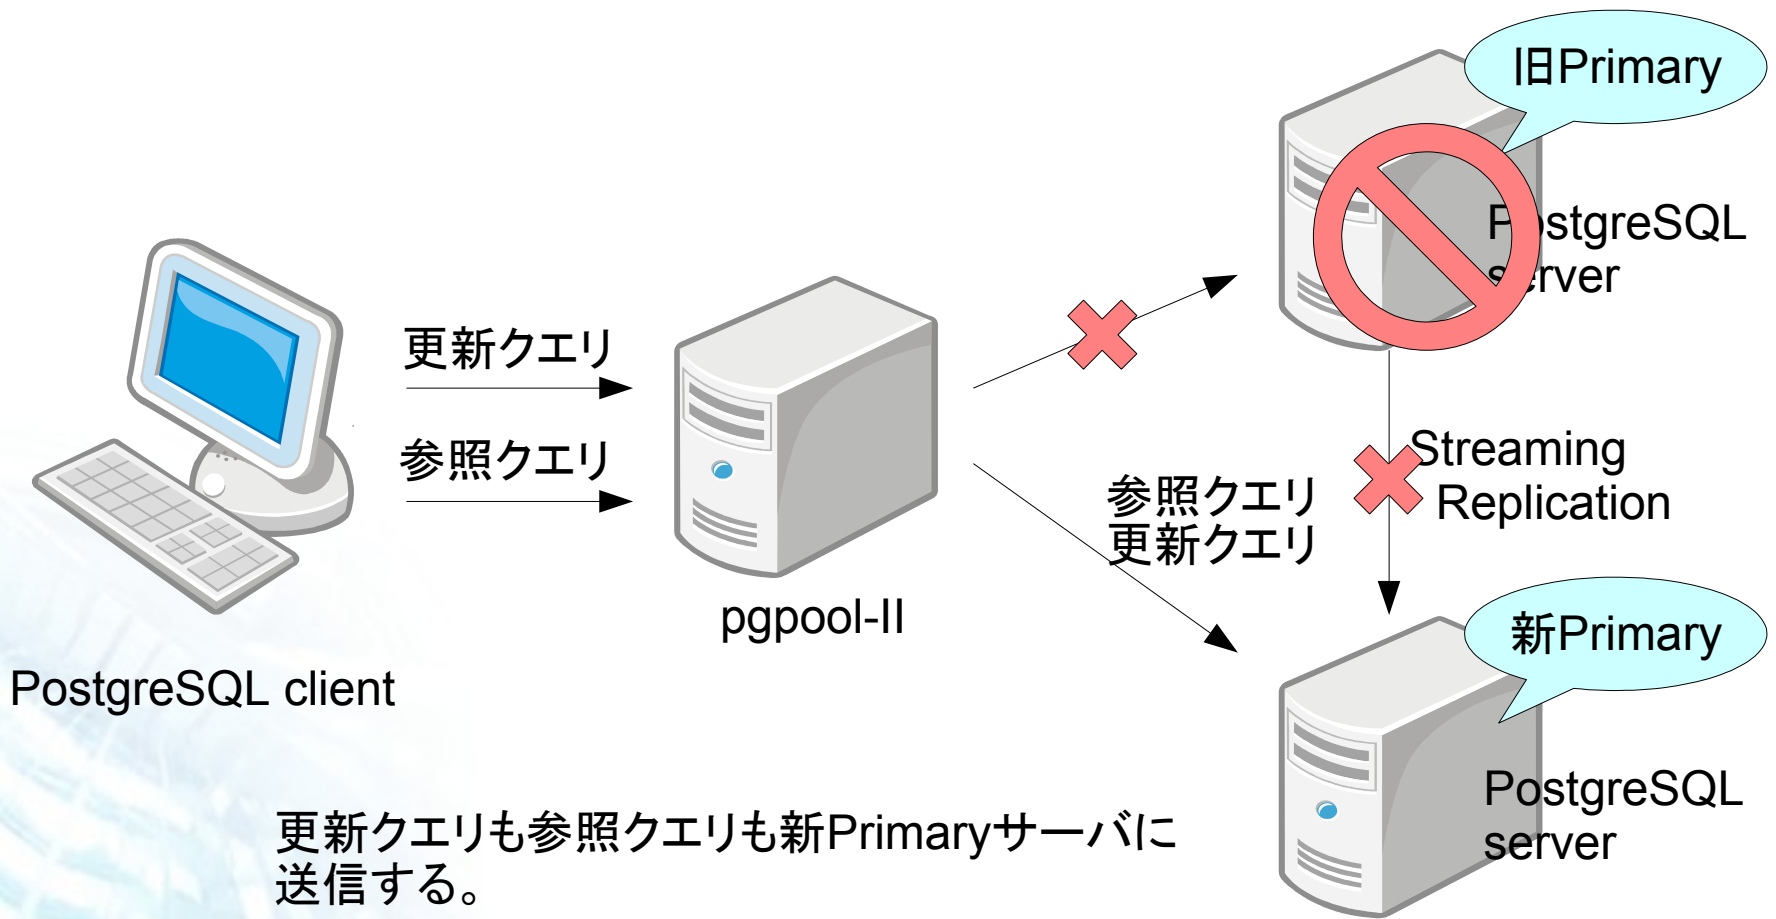 旧Primary
PostgreSQL
server
更新クエリ
参照クエリ
Streaming
Replication
参照クエリ
更新クエリ
pgpool-II
新Primary
PostgreSQL client
PostgreSQL
server
更新クエリも参照クエリも新Primaryサーバに
送信する。